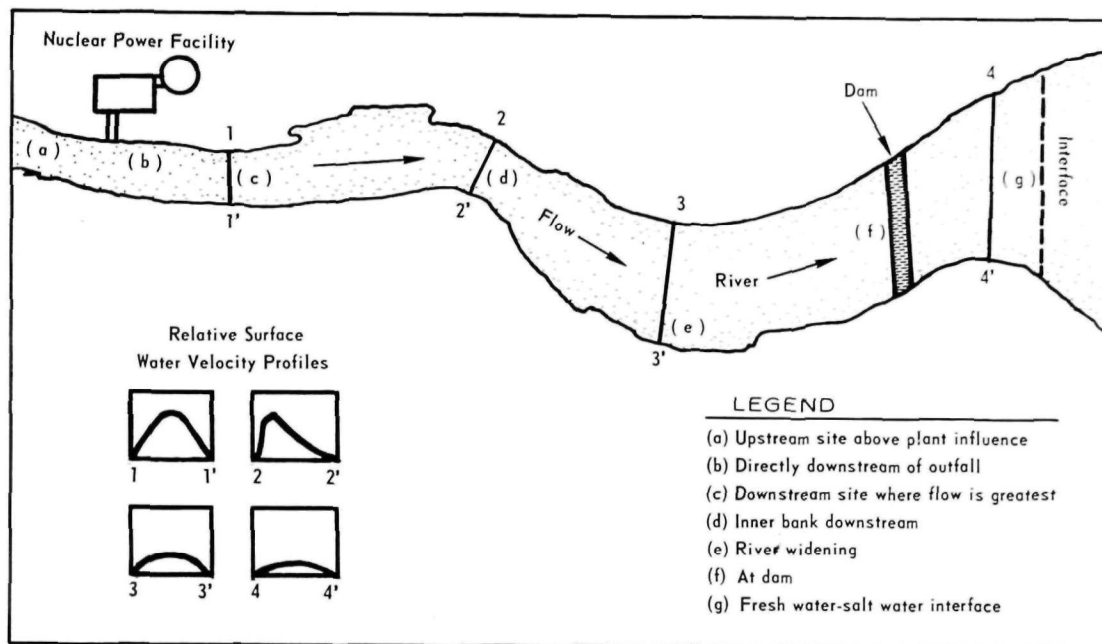 Nuclear Power Facility
(a)
(b)
1
(c)
1'
2
(d)
2'
Flow
3
(e)
3'
River
Dam
(f)
4
(g)
4'
Interface
Relative Surface
Water Velocity Profiles
1 1' 2 2'
3 3' 4 4'
LEGEND
(a) Upstream site above plant influence
(b) Directly downstream of outfall
(c) Downstream site where flow is greatest
(d) Inner bank downstream
(e) River widening
(f) At dam
(g) Fresh water-salt water interface